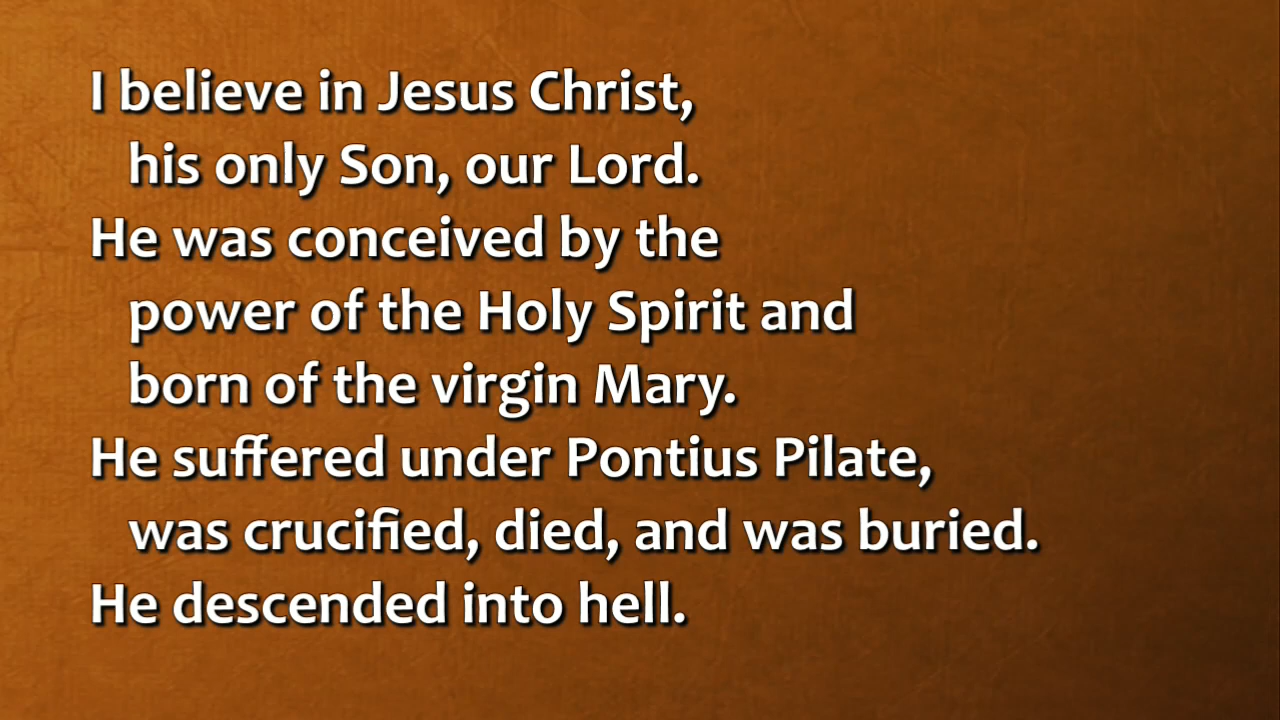 I believe in Jesus Christ,
his only Son, our Lord.
He was conceived by the
power of the Holy Spirit and
born of the virgin Mary.
He suffered under Pontius Pilate,
was crucified, died, and was buried.
He descended into hell.